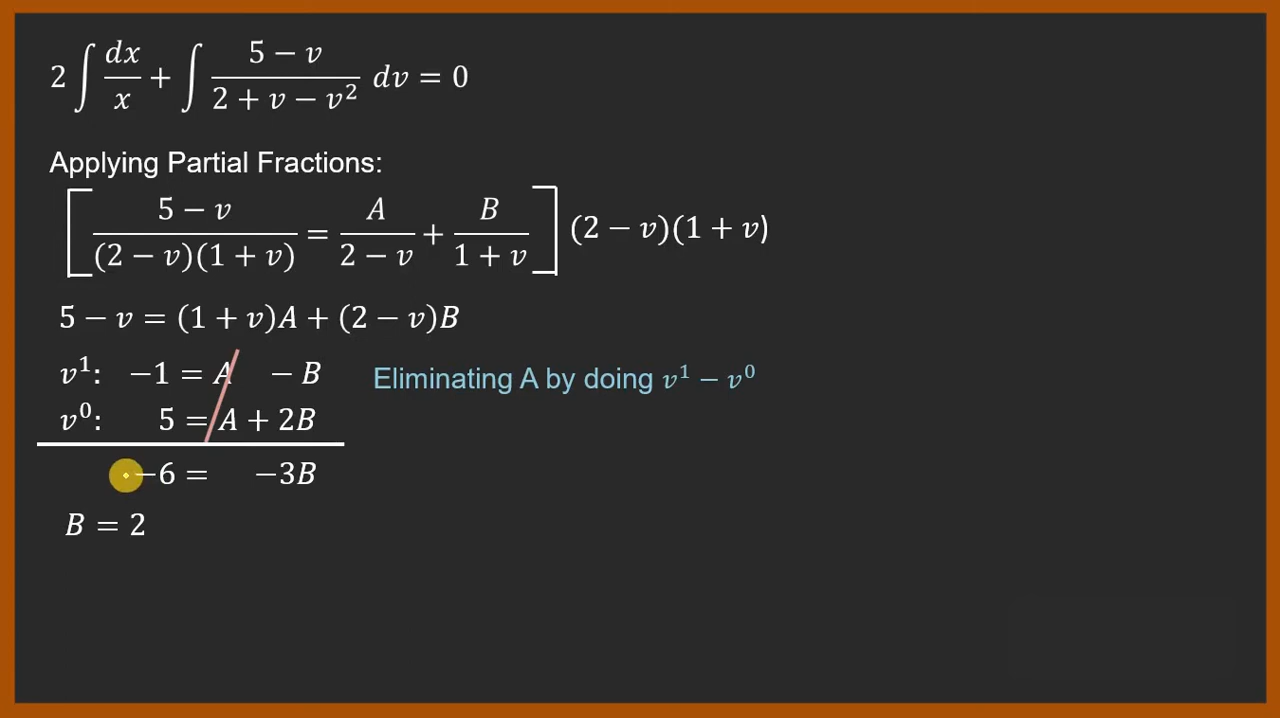 2∫ dx/x + ∫ (5 − v)/(2 + v − v²) dv = 0
Applying Partial Fractions:
[ (5 − v)/((2 − v)(1 + v)) = A/(2 − v) + B/(1 + v) ] (2 − v)(1 + v)
5 − v = (1 + v)A + (2 − v)B
v¹: −1 = A − B Eliminating A by doing v¹ − v⁰
v⁰: 5 = A + 2B
−6 = −3B
B = 2